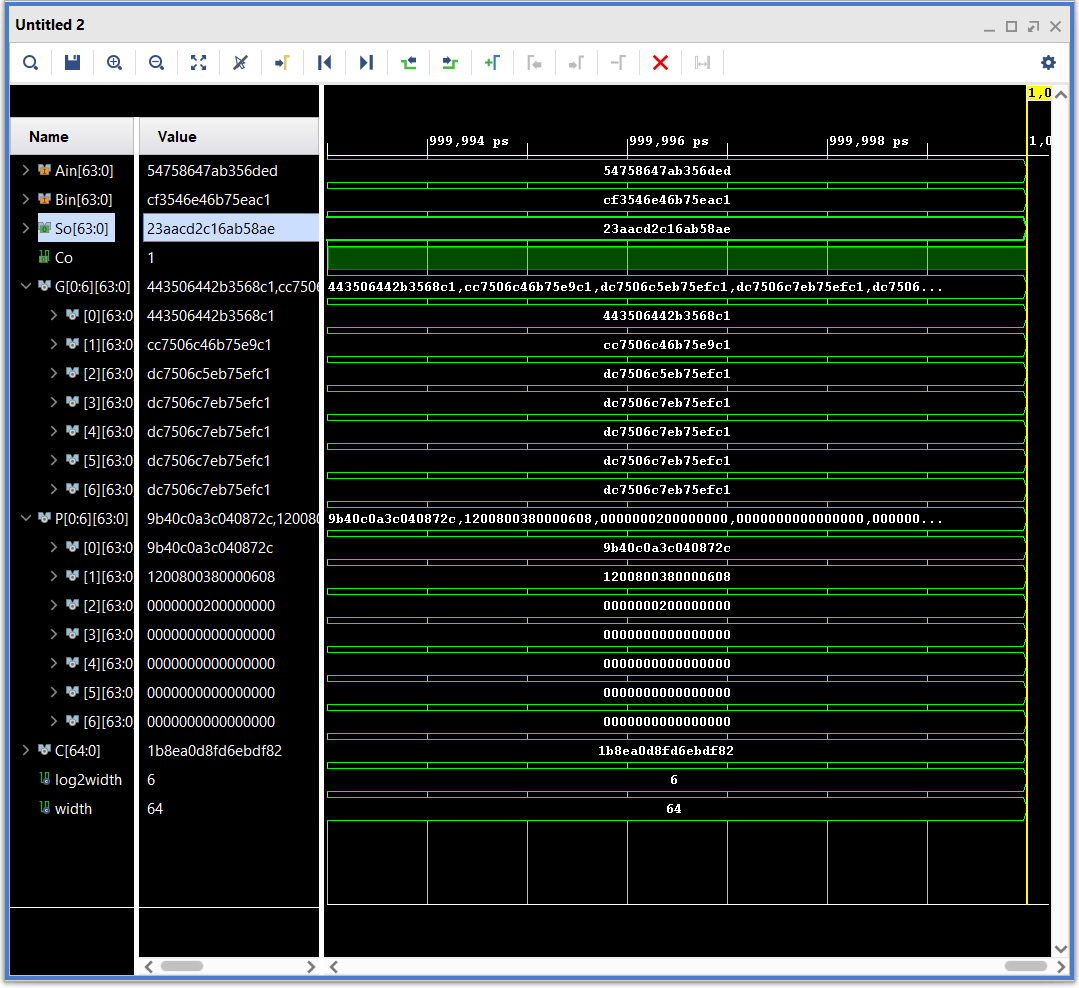 Untitled 2
1,0
Name Value 999,994 ps 999,996 ps 999,998 ps 1,0
Ain[63:0] 54758647ab356ded 54758647ab356ded
Bin[63:0] cf3546e46b75eac1 cf3546e46b75eac1
So[63:0] 23aacd2c16ab58ae 23aacd2c16ab58ae
Co 1
G[0:6][63:0] 443506442b3568c1,cc7506 443506442b3568c1,cc7506c46b75e9c1,dc7506c5eb75efc1,dc7506c7eb75efc1,dc7506...
[0][63:0 443506442b3568c1 443506442b3568c1
[1][63:0 cc7506c46b75e9c1 cc7506c46b75e9c1
[2][63:0 dc7506c5eb75efc1 dc7506c5eb75efc1
[3][63:0 dc7506c7eb75efc1 dc7506c7eb75efc1
[4][63:0 dc7506c7eb75efc1 dc7506c7eb75efc1
[5][63:0 dc7506c7eb75efc1 dc7506c7eb75efc1
[6][63:0 dc7506c7eb75efc1 dc7506c7eb75efc1
P[0:6][63:0] 9b40c0a3c040872c,12008 9b40c0a3c040872c,1200800380000608,0000000200000000,0000000000000000,000000...
[0][63:0 9b40c0a3c040872c 9b40c0a3c040872c
[1][63:0 1200800380000608 1200800380000608
[2][63:0 0000000200000000 0000000200000000
[3][63:0 0000000000000000 0000000000000000
[4][63:0 0000000000000000 0000000000000000
[5][63:0 0000000000000000 0000000000000000
[6][63:0 0000000000000000 0000000000000000
C[64:0] 1b8ea0d8fd6ebdf82 1b8ea0d8fd6ebdf82
log2width 6 6
width 64 64